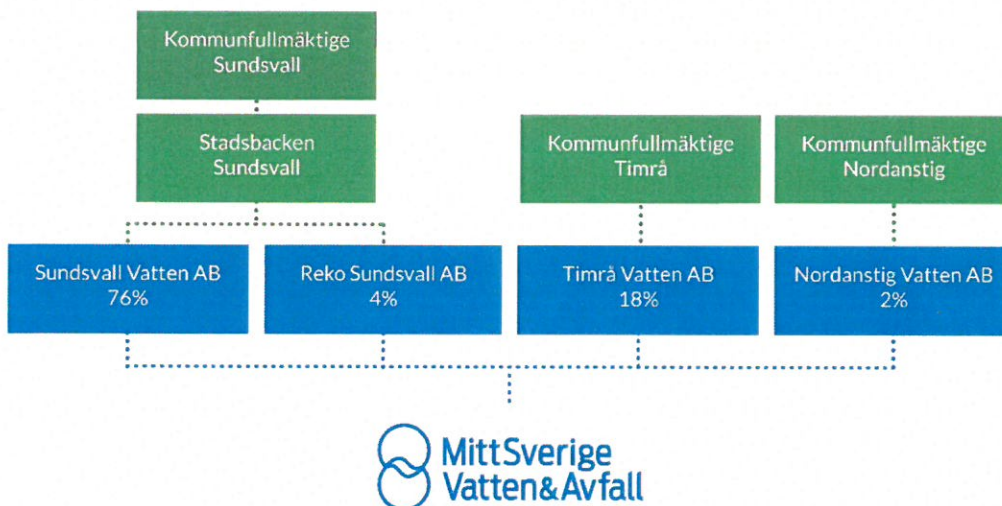 Kommunfullmäktige
Sundsvall
Stadsbacken
Sundsvall
Kommunfullmäktige
Timrå
Kommunfullmäktige
Nordanstig
Sundsvall Vatten AB
76%
Reko Sundsvall AB
4%
Timrå Vatten AB
18%
Nordanstig Vatten AB
2%
MittSverige
Vatten&Avfall